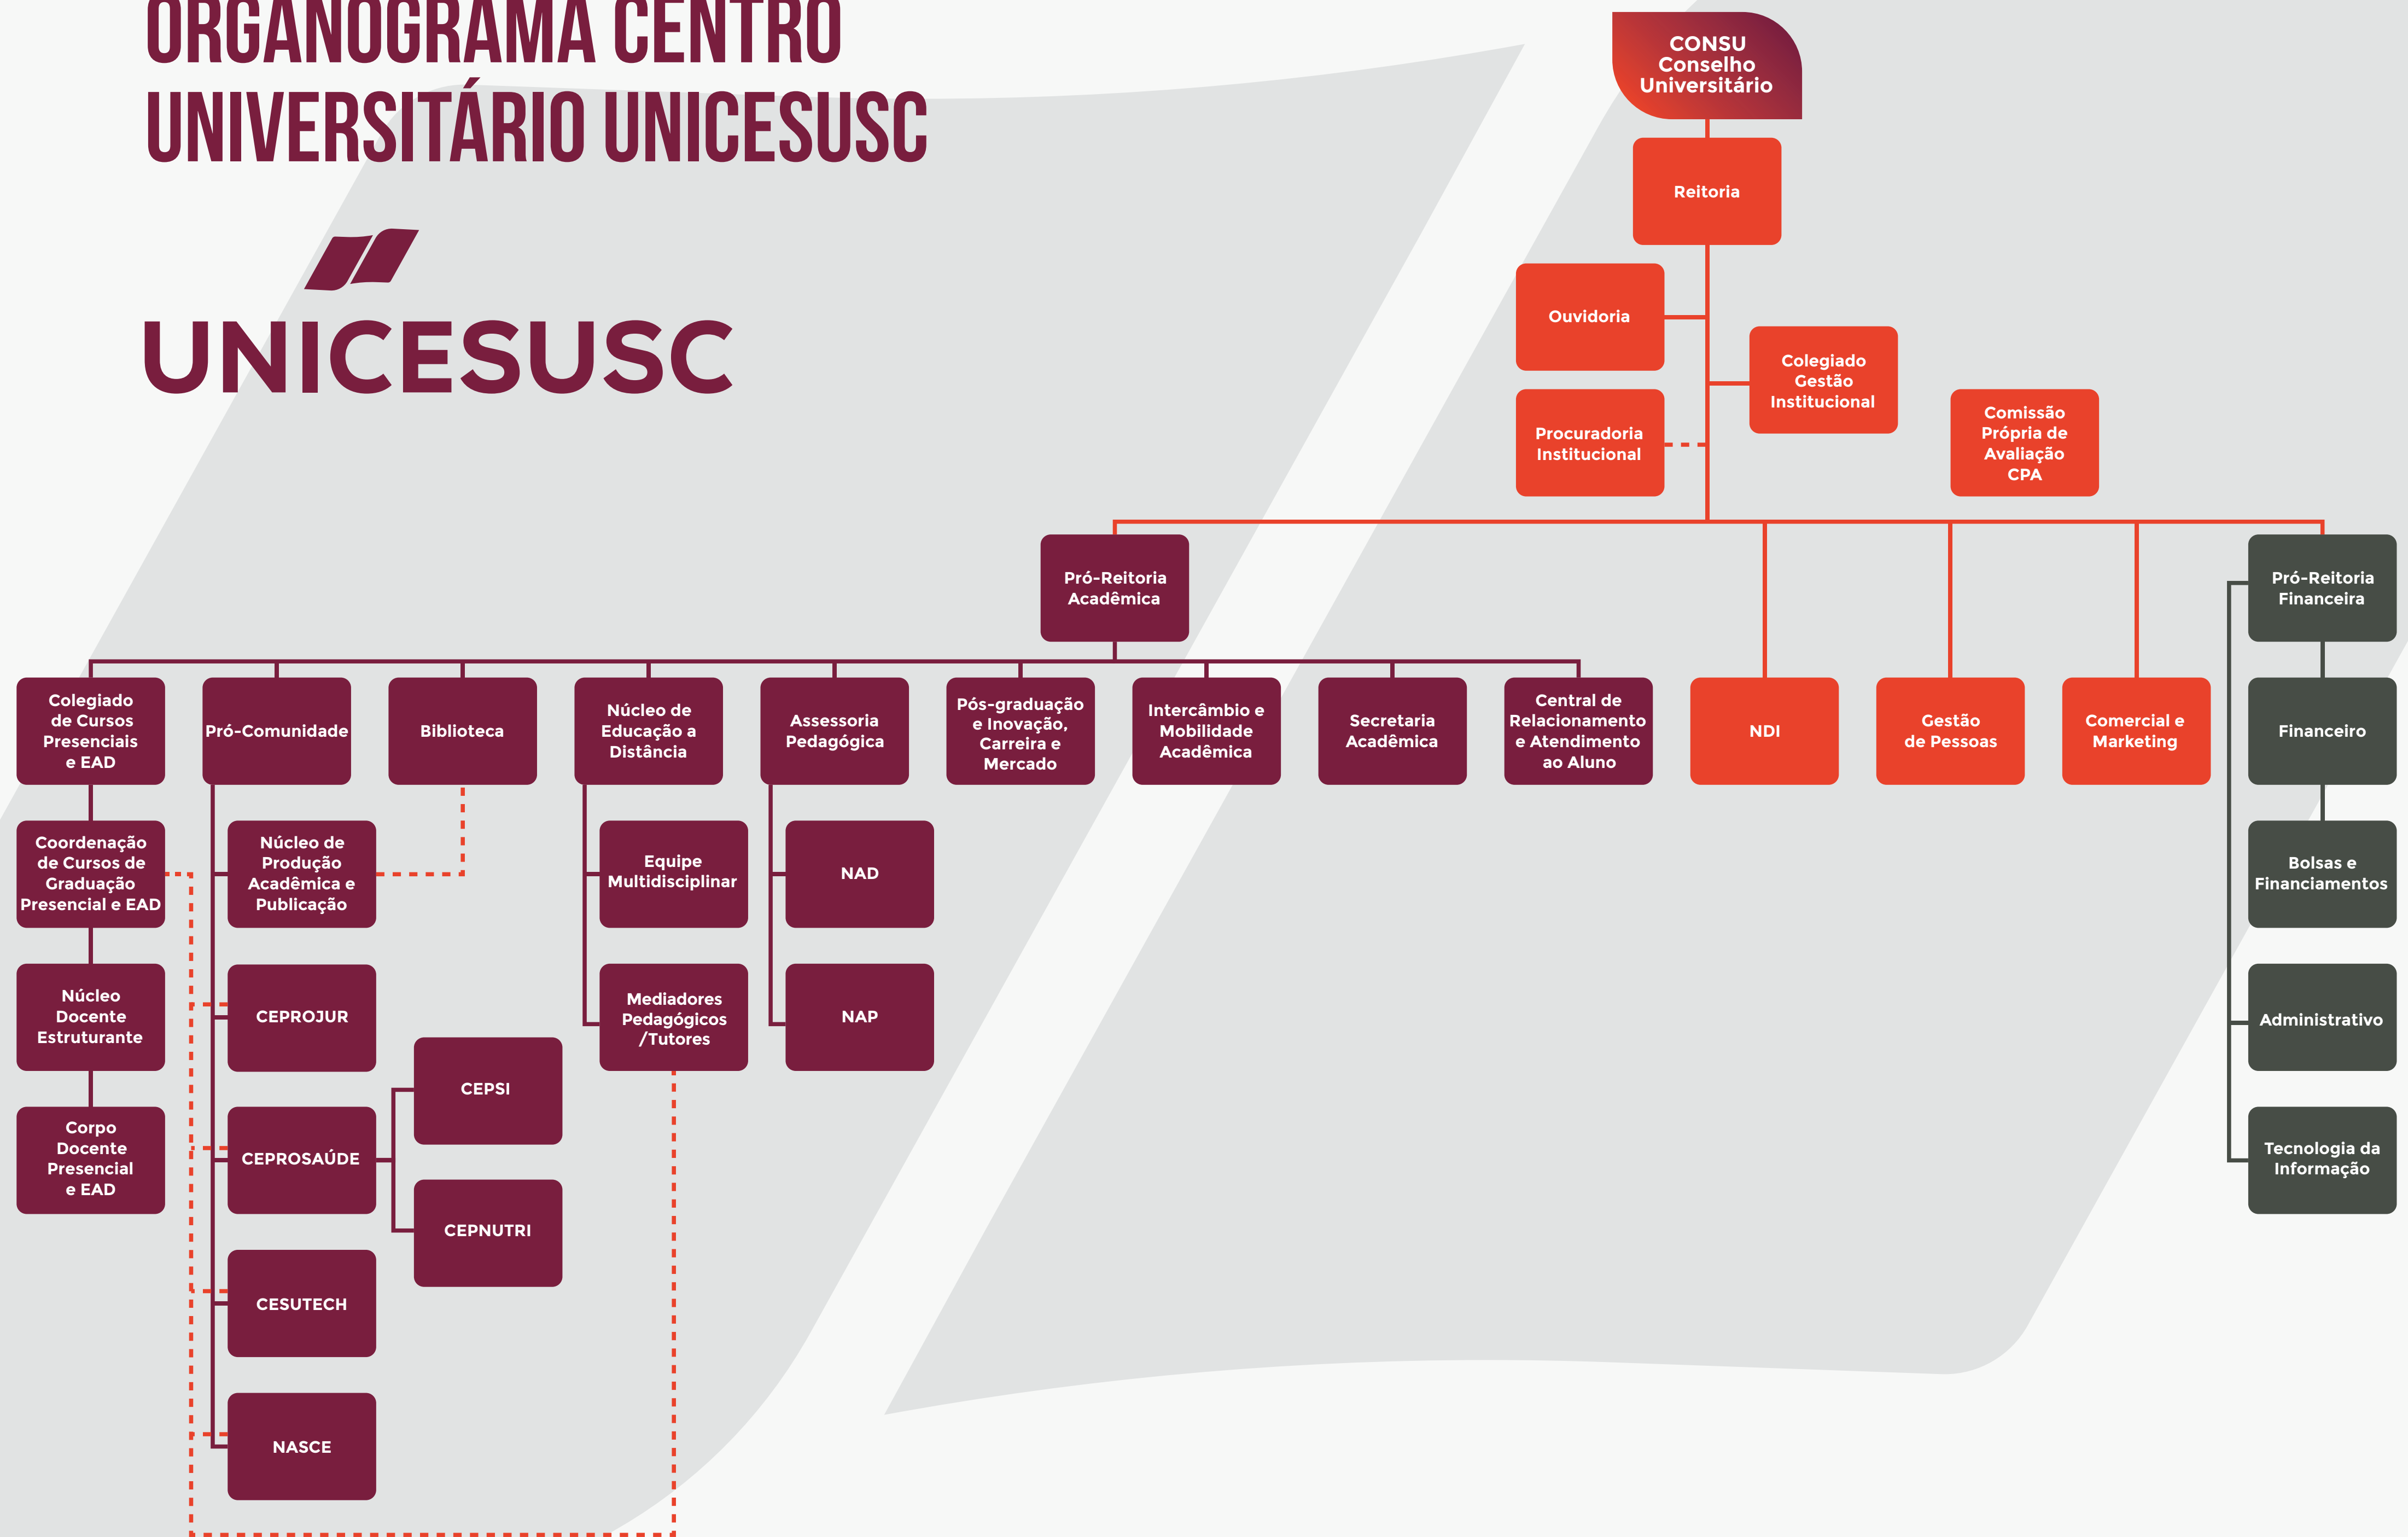 ORGANOGRAMA CENTRO
UNIVERSITÁRIO UNICESUSC
UNICESUSC
CONSU
Conselho
Universitário
Reitoria
Ouvidoria
Colegiado
Gestão
Institucional
Procuradoria
Institucional
Comissão
Própria de
Avaliação
CPA
Pró-Reitoria
Acadêmica
Pró-Reitoria
Financeira
Colegiado
de Cursos
Presenciais
e EAD
Pró-Comunidade
Biblioteca
Núcleo de
Educação a
Distância
Assessoria
Pedagógica
Pós-graduação
e Inovação,
Carreira e
Mercado
Intercâmbio e
Mobilidade
Acadêmica
Secretaria
Acadêmica
Central de
Relacionamento
e Atendimento
ao Aluno
NDI
Gestão
de Pessoas
Comercial e
Marketing
Financeiro
Coordenação
de Cursos de
Graduação
Presencial e EAD
Núcleo de
Produção
Acadêmica e
Publicação
Equipe
Multidisciplinar
NAD
Bolsas e
Financiamentos
Núcleo
Docente
Estruturante
CEPROJUR
Mediadores
Pedagógicos
/Tutores
NAP
Administrativo
CEPSI
Corpo
Docente
Presencial
e EAD
CEPROSAÚDE
Tecnologia da
Informação
CEPNUTRI
CESUTECH
NASCE